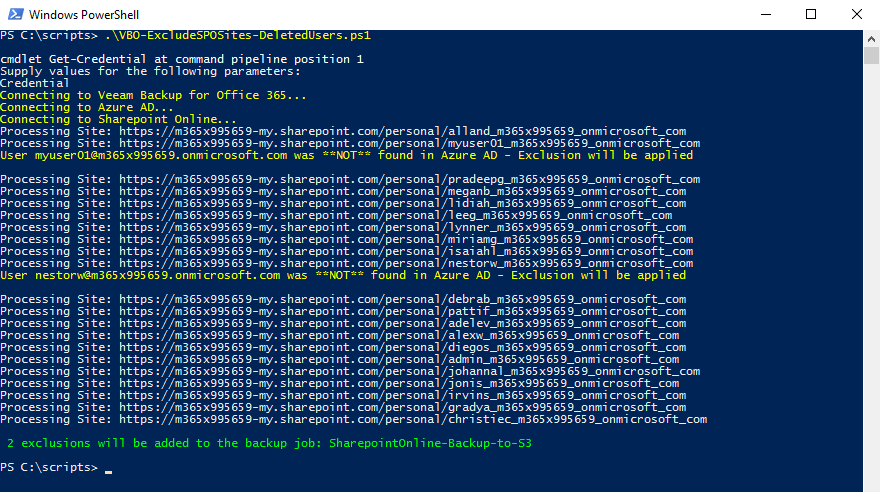 Windows PowerShell
PS C:\scripts> .\VBO-ExcludeSPOSites-DeletedUsers.ps1
cmdlet Get-Credential at command pipeline position 1
Supply values for the following parameters:
Credential
Connecting to Veeam Backup for Office 365...
Connecting to Azure AD...
Connecting to Sharepoint Online...
Processing Site: https://m365x995659-my.sharepoint.com/personal/alland_m365x995659_onmicrosoft_com
Processing Site: https://m365x995659-my.sharepoint.com/personal/myuser01_m365x995659_onmicrosoft_com
User myuser01@m365x995659.onmicrosoft.com was **NOT** found in Azure AD - Exclusion will be applied
Processing Site: https://m365x995659-my.sharepoint.com/personal/pradeepg_m365x995659_onmicrosoft_com
Processing Site: https://m365x995659-my.sharepoint.com/personal/meganb_m365x995659_onmicrosoft_com
Processing Site: https://m365x995659-my.sharepoint.com/personal/lidiah_m365x995659_onmicrosoft_com
Processing Site: https://m365x995659-my.sharepoint.com/personal/leeg_m365x995659_onmicrosoft_com
Processing Site: https://m365x995659-my.sharepoint.com/personal/lynner_m365x995659_onmicrosoft_com
Processing Site: https://m365x995659-my.sharepoint.com/personal/miriamg_m365x995659_onmicrosoft_com
Processing Site: https://m365x995659-my.sharepoint.com/personal/isaiahl_m365x995659_onmicrosoft_com
Processing Site: https://m365x995659-my.sharepoint.com/personal/nestorw_m365x995659_onmicrosoft_com
User nestorw@m365x995659.onmicrosoft.com was **NOT** found in Azure AD - Exclusion will be applied
Processing Site: https://m365x995659-my.sharepoint.com/personal/debrab_m365x995659_onmicrosoft_com
Processing Site: https://m365x995659-my.sharepoint.com/personal/pattif_m365x995659_onmicrosoft_com
Processing Site: https://m365x995659-my.sharepoint.com/personal/adelev_m365x995659_onmicrosoft_com
Processing Site: https://m365x995659-my.sharepoint.com/personal/alexw_m365x995659_onmicrosoft_com
Processing Site: https://m365x995659-my.sharepoint.com/personal/diegos_m365x995659_onmicrosoft_com
Processing Site: https://m365x995659-my.sharepoint.com/personal/admin_m365x995659_onmicrosoft_com
Processing Site: https://m365x995659-my.sharepoint.com/personal/johannal_m365x995659_onmicrosoft_com
Processing Site: https://m365x995659-my.sharepoint.com/personal/jonis_m365x995659_onmicrosoft_com
Processing Site: https://m365x995659-my.sharepoint.com/personal/irvins_m365x995659_onmicrosoft_com
Processing Site: https://m365x995659-my.sharepoint.com/personal/gradya_m365x995659_onmicrosoft_com
Processing Site: https://m365x995659-my.sharepoint.com/personal/christiec_m365x995659_onmicrosoft_com
2 exclusions will be added to the backup job: SharepointOnline-Backup-to-S3
PS C:\scripts> _